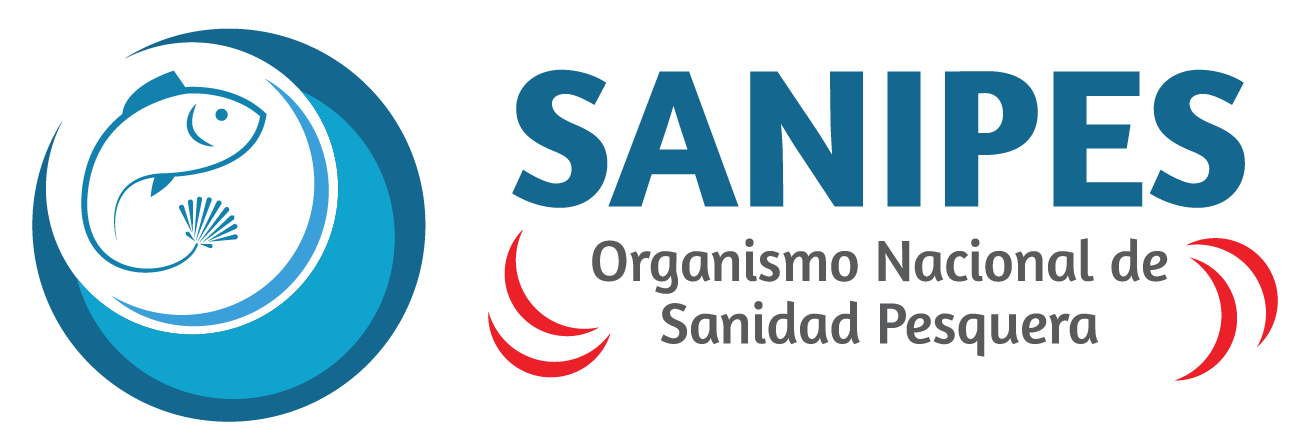 SANIPES
Organismo Nacional de
Sanidad Pesquera